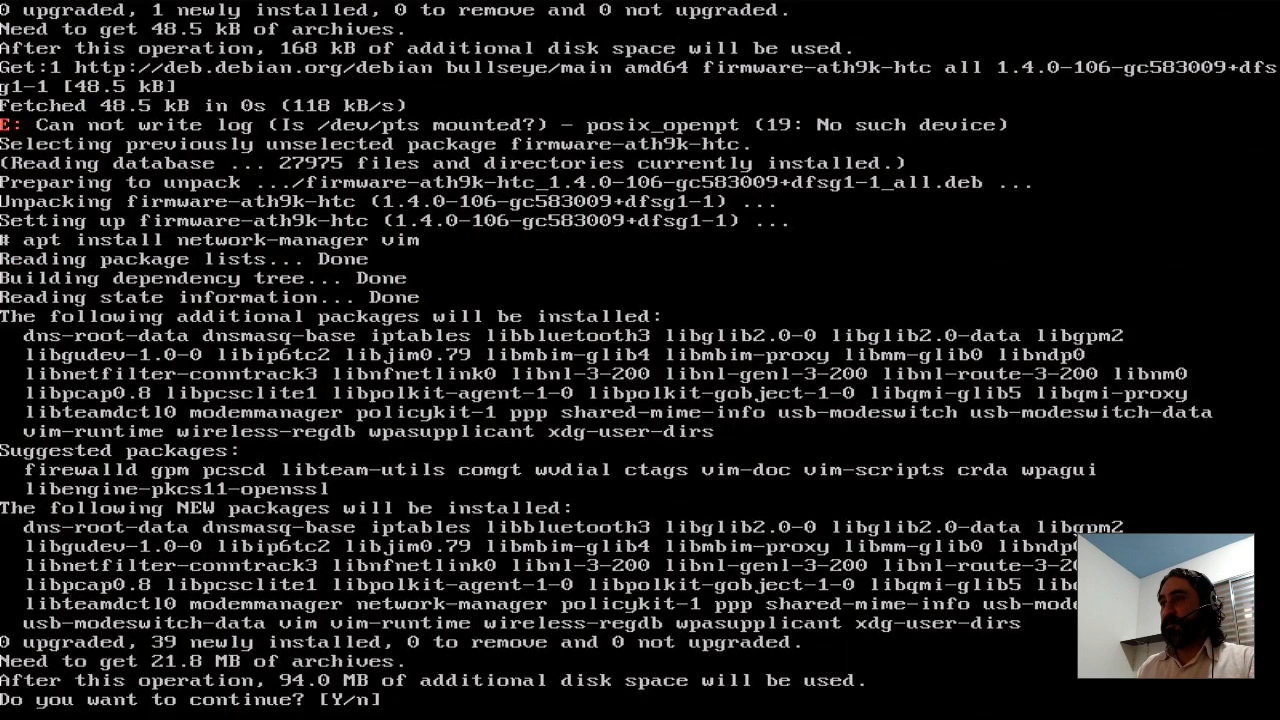 0 upgraded, 1 newly installed, 0 to remove and 0 not upgraded.
Need to get 48.5 kB of archives.
After this operation, 168 kB of additional disk space will be used.
Get:1 http://deb.debian.org/debian bullseye/main amd64 firmware-ath9k-htc all 1.4.0-106-gc583009+dfs
g1-1 [48.5 kB]
Fetched 48.5 kB in 0s (118 kB/s)
E: Can not write log (Is /dev/pts mounted?) - posix_openpt (19: No such device)
Selecting previously unselected package firmware-ath9k-htc.
(Reading database ... 27975 files and directories currently installed.)
Preparing to unpack .../firmware-ath9k-htc_1.4.0-106-gc583009+dfsg1-1_all.deb ...
Unpacking firmware-ath9k-htc (1.4.0-106-gc583009+dfsg1-1) ...
Setting up firmware-ath9k-htc (1.4.0-106-gc583009+dfsg1-1) ...
# apt install network-manager vim
Reading package lists... Done
Building dependency tree... Done
Reading state information... Done
The following additional packages will be installed:
dns-root-data dnsmasq-base iptables libbluetooth3 libglib2.0-0 libglib2.0-data libgpm2
libgudev-1.0-0 libip6tc2 libjim0.79 libmbim-glib4 libmbim-proxy libmm-glib0 libndp0
libnetfilter-conntrack3 libnfnetlink0 libnl-3-200 libnl-genl-3-200 libnl-route-3-200 libnm0
libpcap0.8 libpcsclite1 libpolkit-agent-1-0 libpolkit-gobject-1-0 libqmi-glib5 libqmi-proxy
libteamdctl0 modemmanager policykit-1 ppp shared-mime-info usb-modeswitch usb-modeswitch-data
vim-runtime wireless-regdb wpasupplicant xdg-user-dirs
Suggested packages:
firewalld gpm pcscd libteam-utils comgt wvdial ctags vim-doc vim-scripts crda wpagui
libengine-pkcs11-openssl
The following NEW packages will be installed:
dns-root-data dnsmasq-base iptables libbluetooth3 libglib2.0-0 libglib2.0-data libgpm2
libgudev-1.0-0 libip6tc2 libjim0.79 libmbim-glib4 libmbim-proxy libmm-glib0
libnetfilter-conntrack3 libnfnetlink0 libnl-3-200 libnl-genl-3-200 libnl-route-3-200
libpcap0.8 libpcsclite1 libpolkit-agent-1-0 libpolkit-gobject-1-0 libqmi-glib5
libteamdctl0 modemmanager network-manager policykit-1 ppp shared-mime-info
usb-modeswitch-data vim vim-runtime wireless-regdb wpasupplicant xdg-user-dirs
0 upgraded, 39 newly installed, 0 to remove and 0 not upgraded.
Need to get 21.8 MB of archives.
After this operation, 94.0 MB of additional disk space will be used.
Do you want to continue? [Y/n]